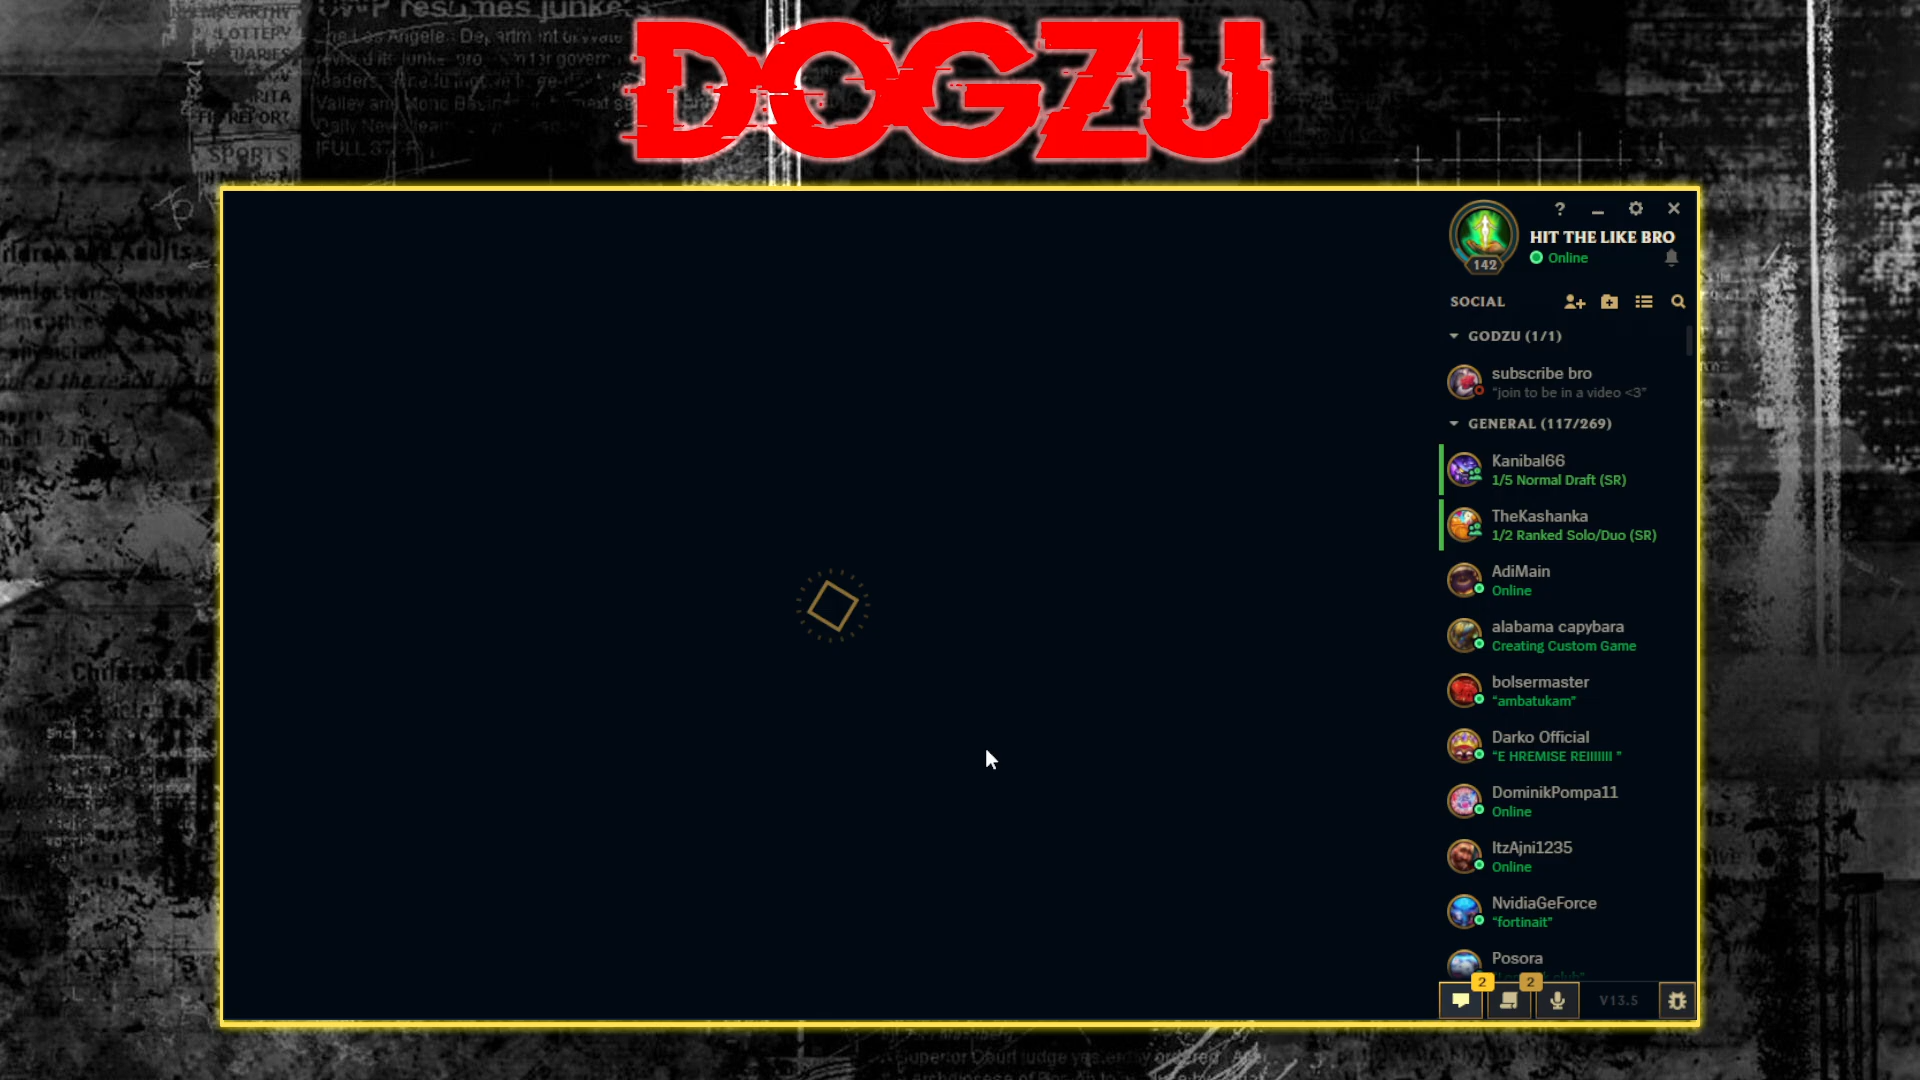 DOGZU
LOTTERY
SPORTS
HIT THE LIKE BRO
142
Online
SOCIAL
GODZU (1/1)
subscribe bro
“join to be in a video <3”
GENERAL (117/269)
Kanibal66
1/5 Normal Draft (SR)
TheKashanka
1/2 Ranked Solo/Duo (SR)
AdiMain
Online
alabama capybara
Creating Custom Game
bolsermaster
“ambatukam”
Darko Official
“E HREMISE REIIIIIII ”
DominikPompa11
Online
ItzAjni1235
Online
NvidiaGeForce
“fortinait”
Posora
2
2
V13.5